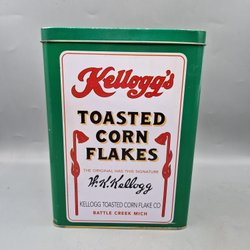 Kellogg's
TOASTED
CORN
FLAKES
THE ORIGINAL HAS THIS SIGNATURE
W.K. Kellogg
KELLOGG TOASTED CORN FLAKE CO
BATTLE CREEK MICH